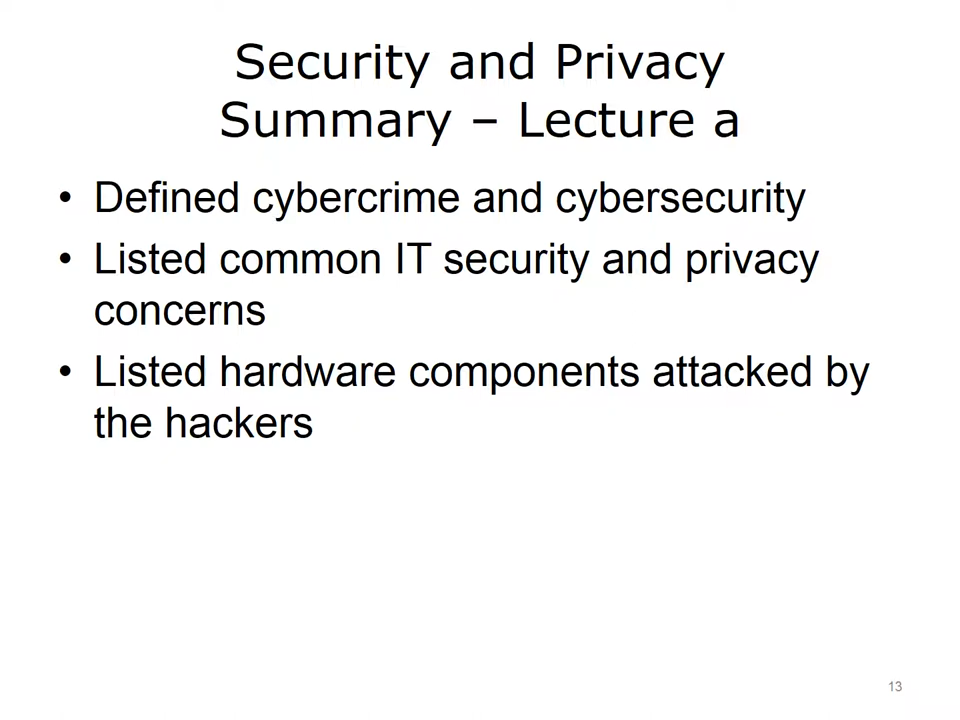 Security and Privacy
Summary – Lecture a
• Defined cybercrime and cybersecurity
• Listed common IT security and privacy
concerns
• Listed hardware components attacked by
the hackers
13